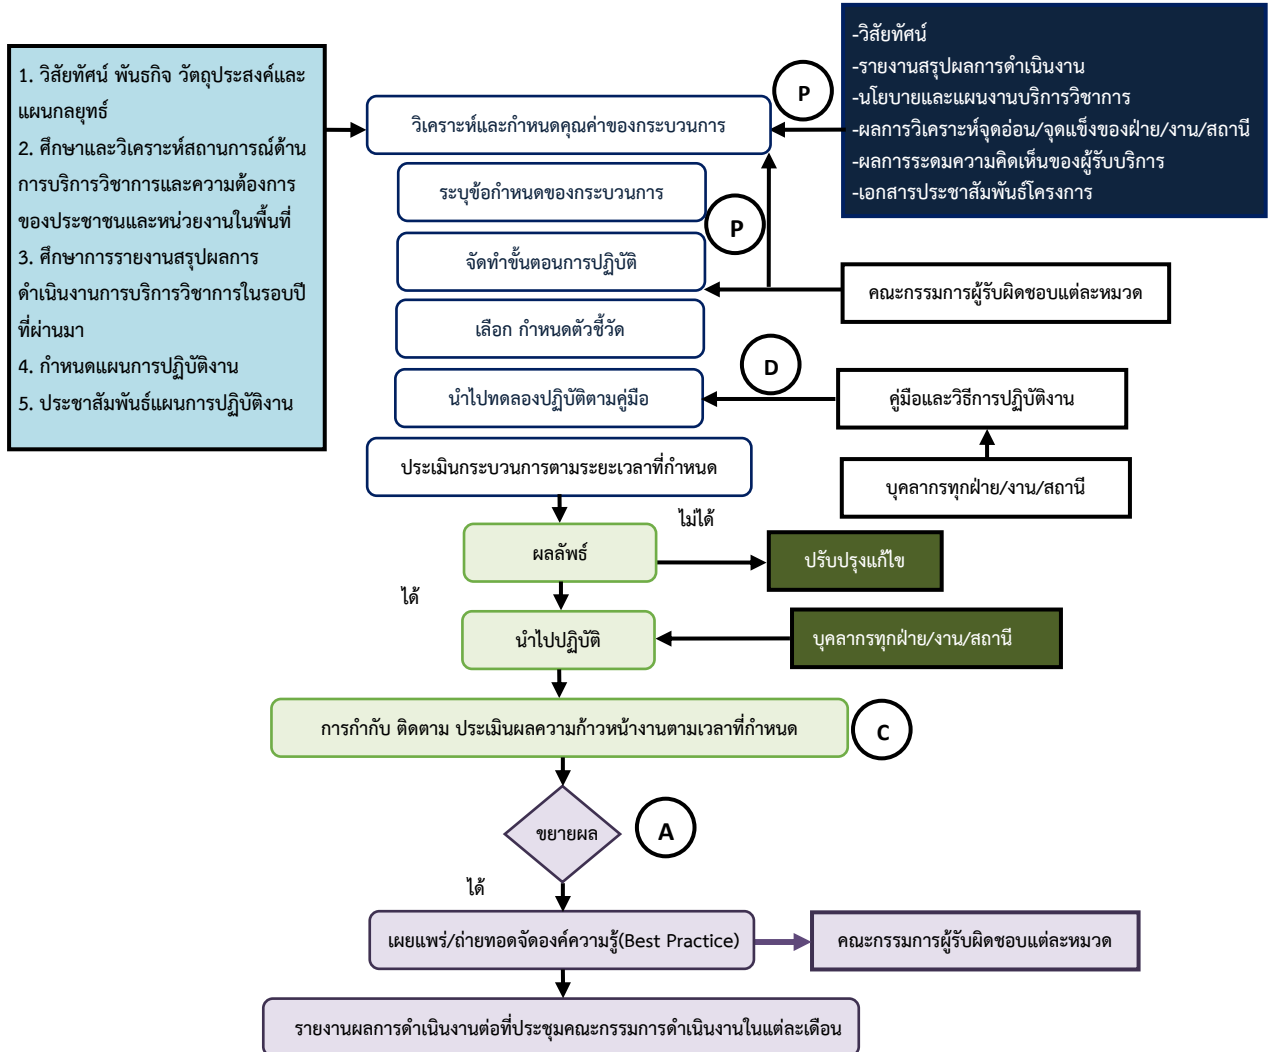 1. วิสัยทัศน์ พันธกิจ วัตถุประสงค์และ
แผนกลยุทธ์
2. ศึกษาและวิเคราะห์สถานการณ์ด้าน
การบริการวิชาการและความต้องการ
ของประชาชนและหน่วยงานในพื้นที่
3. ศึกษาการรายงานสรุปผลการ
ดำเนินงานการบริการวิชาการในรอบปี
ที่ผ่านมา
4. กำหนดแผนการปฏิบัติงาน
5. ประชาสัมพันธ์แผนการปฏิบัติงาน
-วิสัยทัศน์
-รายงานสรุปผลการดำเนินงาน
-นโยบายและแผนงานบริการวิชาการ
-ผลการวิเคราะห์จุดอ่อน/จุดแข็งของฝ่าย/งาน/สถานี
-ผลการระดมความคิดเห็นของผู้รับบริการ
-เอกสารประชาสัมพันธ์โครงการ
P
วิเคราะห์และกำหนดคุณค่าของกระบวนการ
ระบุข้อกำหนดของกระบวนการ
P
จัดทำขั้นตอนการปฏิบัติ
คณะกรรมการผู้รับผิดชอบแต่ละหมวด
เลือก กำหนดตัวชี้วัด
D
นำไปทดลองปฏิบัติตามคู่มือ
คู่มือและวิธีการปฏิบัติงาน
ประเมินกระบวนการตามระยะเวลาที่กำหนด
บุคลากรทุกฝ่าย/งาน/สถานี
ไม่ได้
ผลลัพธ์
ปรับปรุงแก้ไข
ได้
นำไปปฏิบัติ
บุคลากรทุกฝ่าย/งาน/สถานี
การกำกับ ติดตาม ประเมินผลความก้าวหน้างานตามเวลาที่กำหนด
C
ขยายผล
A
ได้
เผยแพร่/ถ่ายทอดจัดองค์ความรู้(Best Practice)
คณะกรรมการผู้รับผิดชอบแต่ละหมวด
รายงานผลการดำเนินงานต่อที่ประชุมคณะกรรมการดำเนินงานในแต่ละเดือน